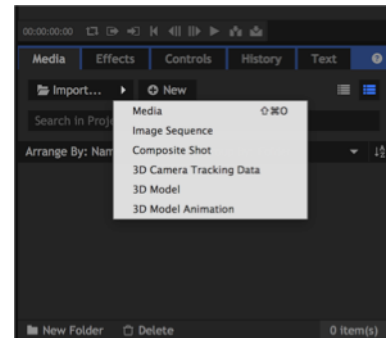 00:00:00:00
Media Effects Controls History Text
Import... New
Media ⇧⌘O
Search in Proje
Image Sequence
Arrange By: Nam
Composite Shot
3D Camera Tracking Data
3D Model
3D Model Animation
New Folder Delete 0 item(s)